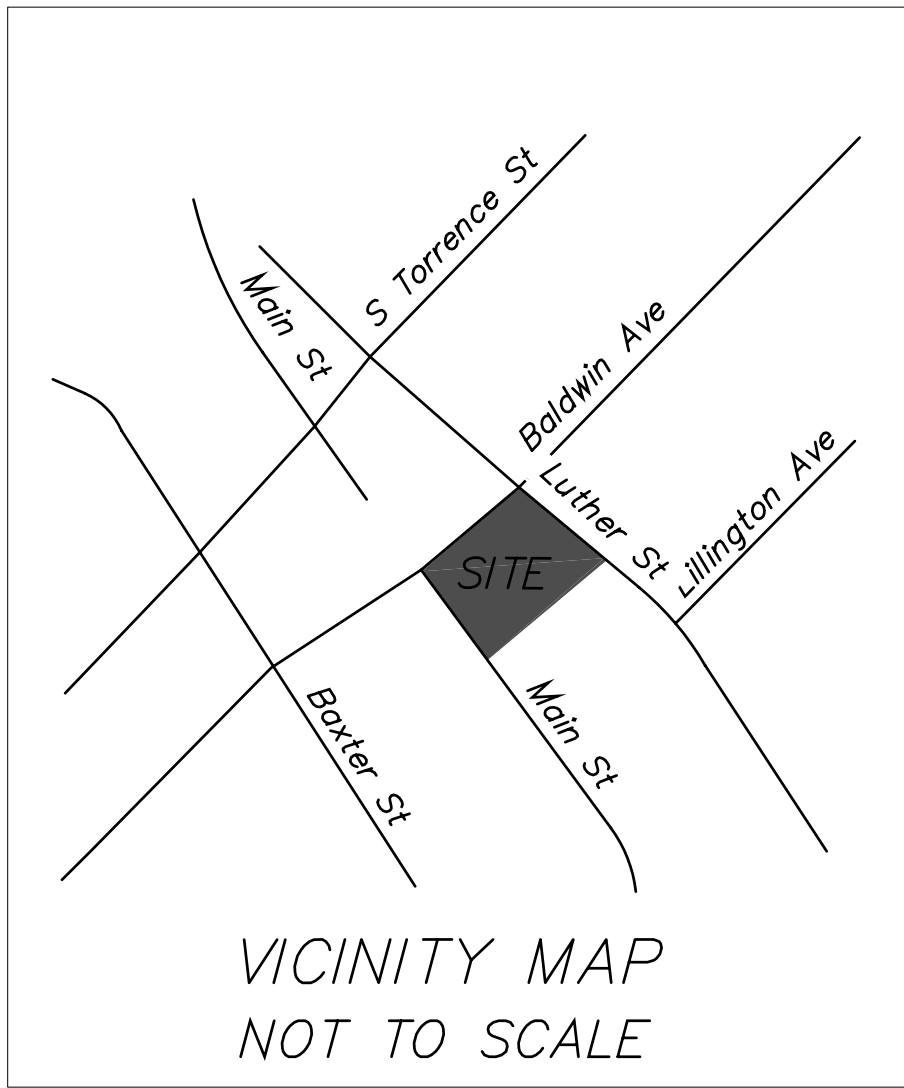 S Torrence St
Main St
Baldwin Ave
Luther St
Lillington Ave
SITE
Main St
Baxter St
VICINITY MAP
NOT TO SCALE